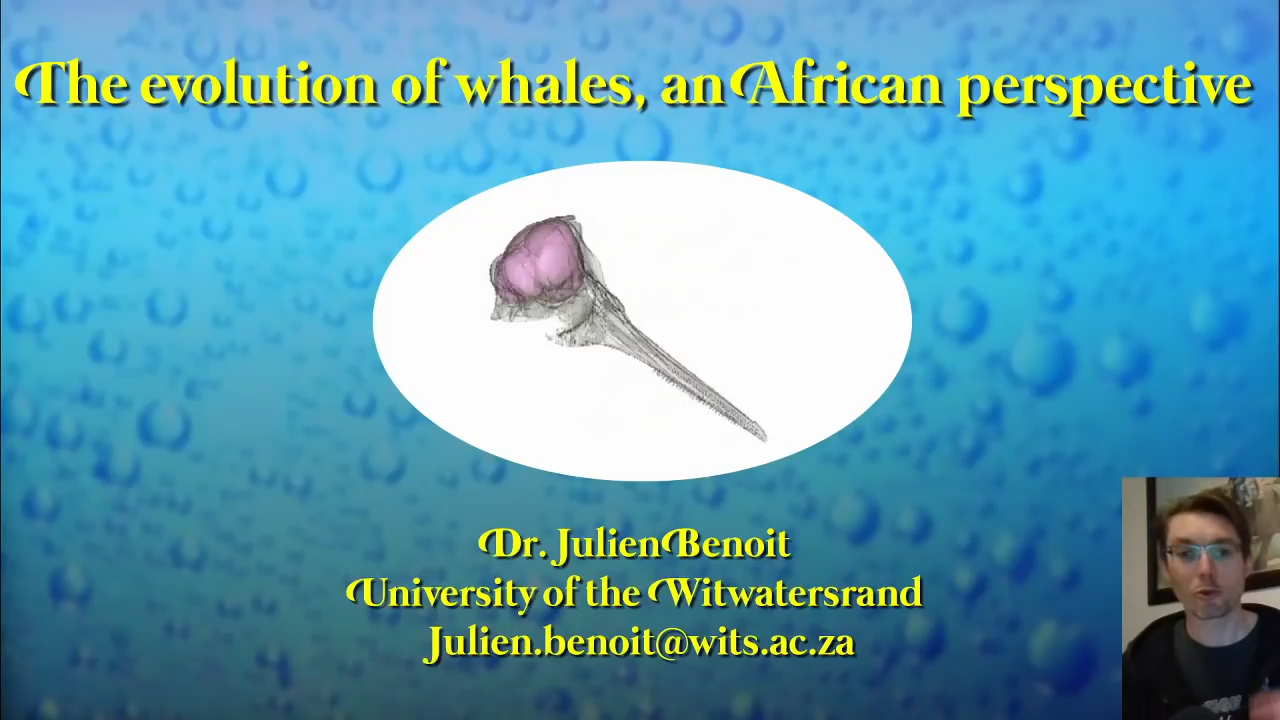 The evolution of whales, an African perspective
Dr. Julien Benoit
University of the Witwatersrand
Julien.benoit@wits.ac.za